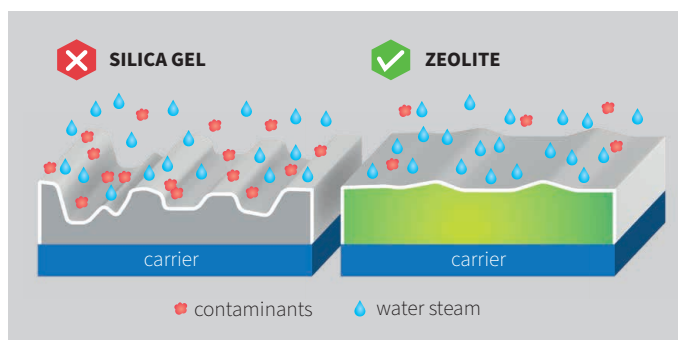 SILICA GEL
ZEOLITE
carrier
carrier
contaminants
water steam